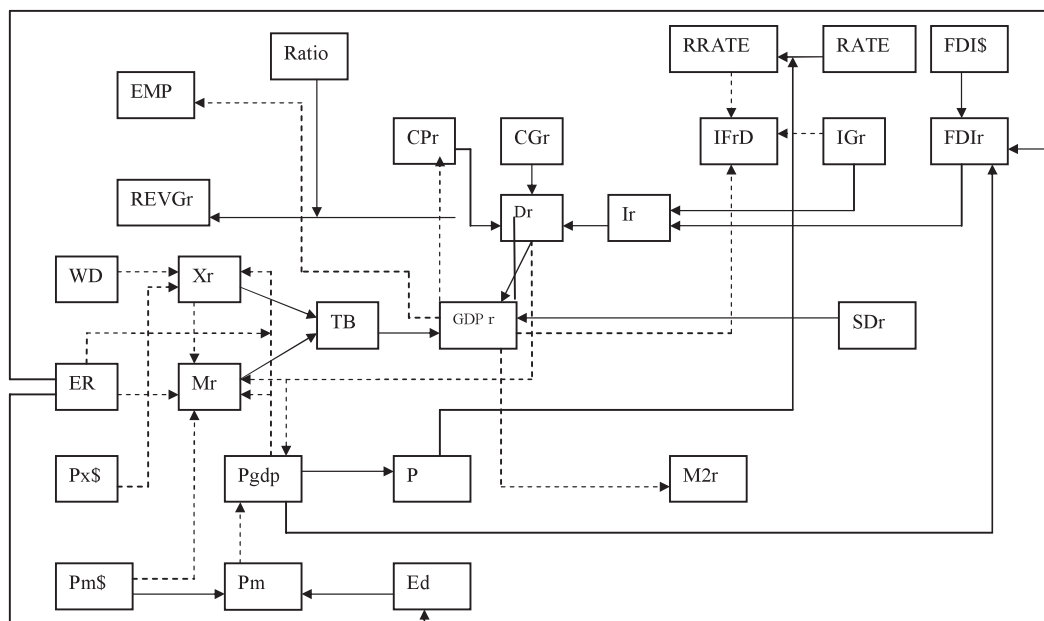 Ratio
RRATE
RATE
FDI$
EMP
CPr
CGr
IFrD
IGr
FDIr
REVGr
Dr
Ir
WD
Xr
TB
GDP r
SDr
ER
Mr
Px$
Pgdp
P
M2r
Pm$
Pm
Ed